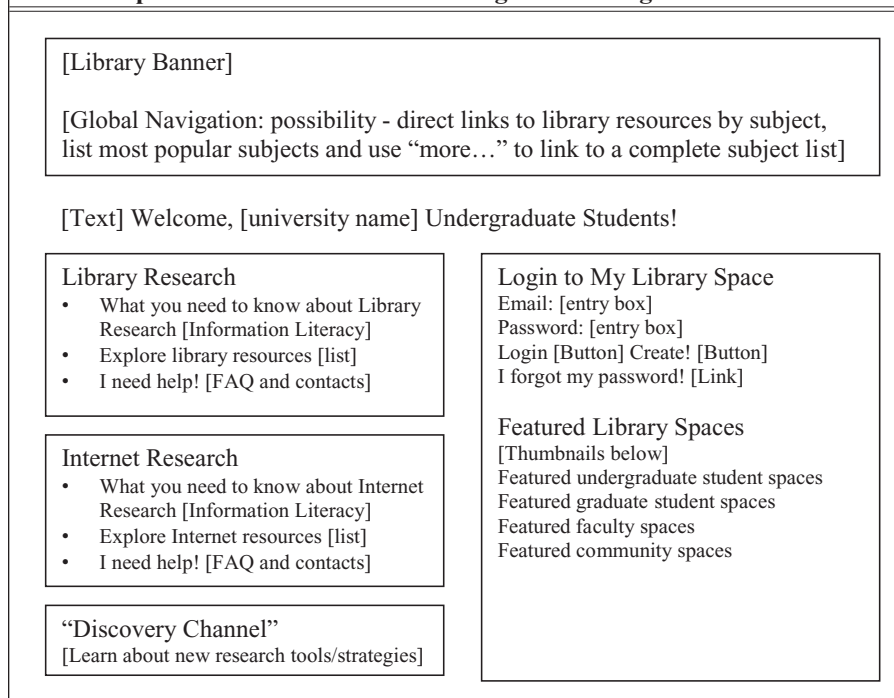 [Library Banner]
[Global Navigation: possibility - direct links to library resources by subject,
list most popular subjects and use “more…” to link to a complete subject list]
[Text] Welcome, [university name] Undergraduate Students!
Library Research
• What you need to know about Library
Research [Information Literacy]
• Explore library resources [list]
• I need help! [FAQ and contacts]
Internet Research
• What you need to know about Internet
Research [Information Literacy]
• Explore Internet resources [list]
• I need help! [FAQ and contacts]
“Discovery Channel”
[Learn about new research tools/strategies]
Login to My Library Space
Email: [entry box]
Password: [entry box]
Login [Button] Create! [Button]
I forgot my password! [Link]
Featured Library Spaces
[Thumbnails below]
Featured undergraduate student spaces
Featured graduate student spaces
Featured faculty spaces
Featured community spaces